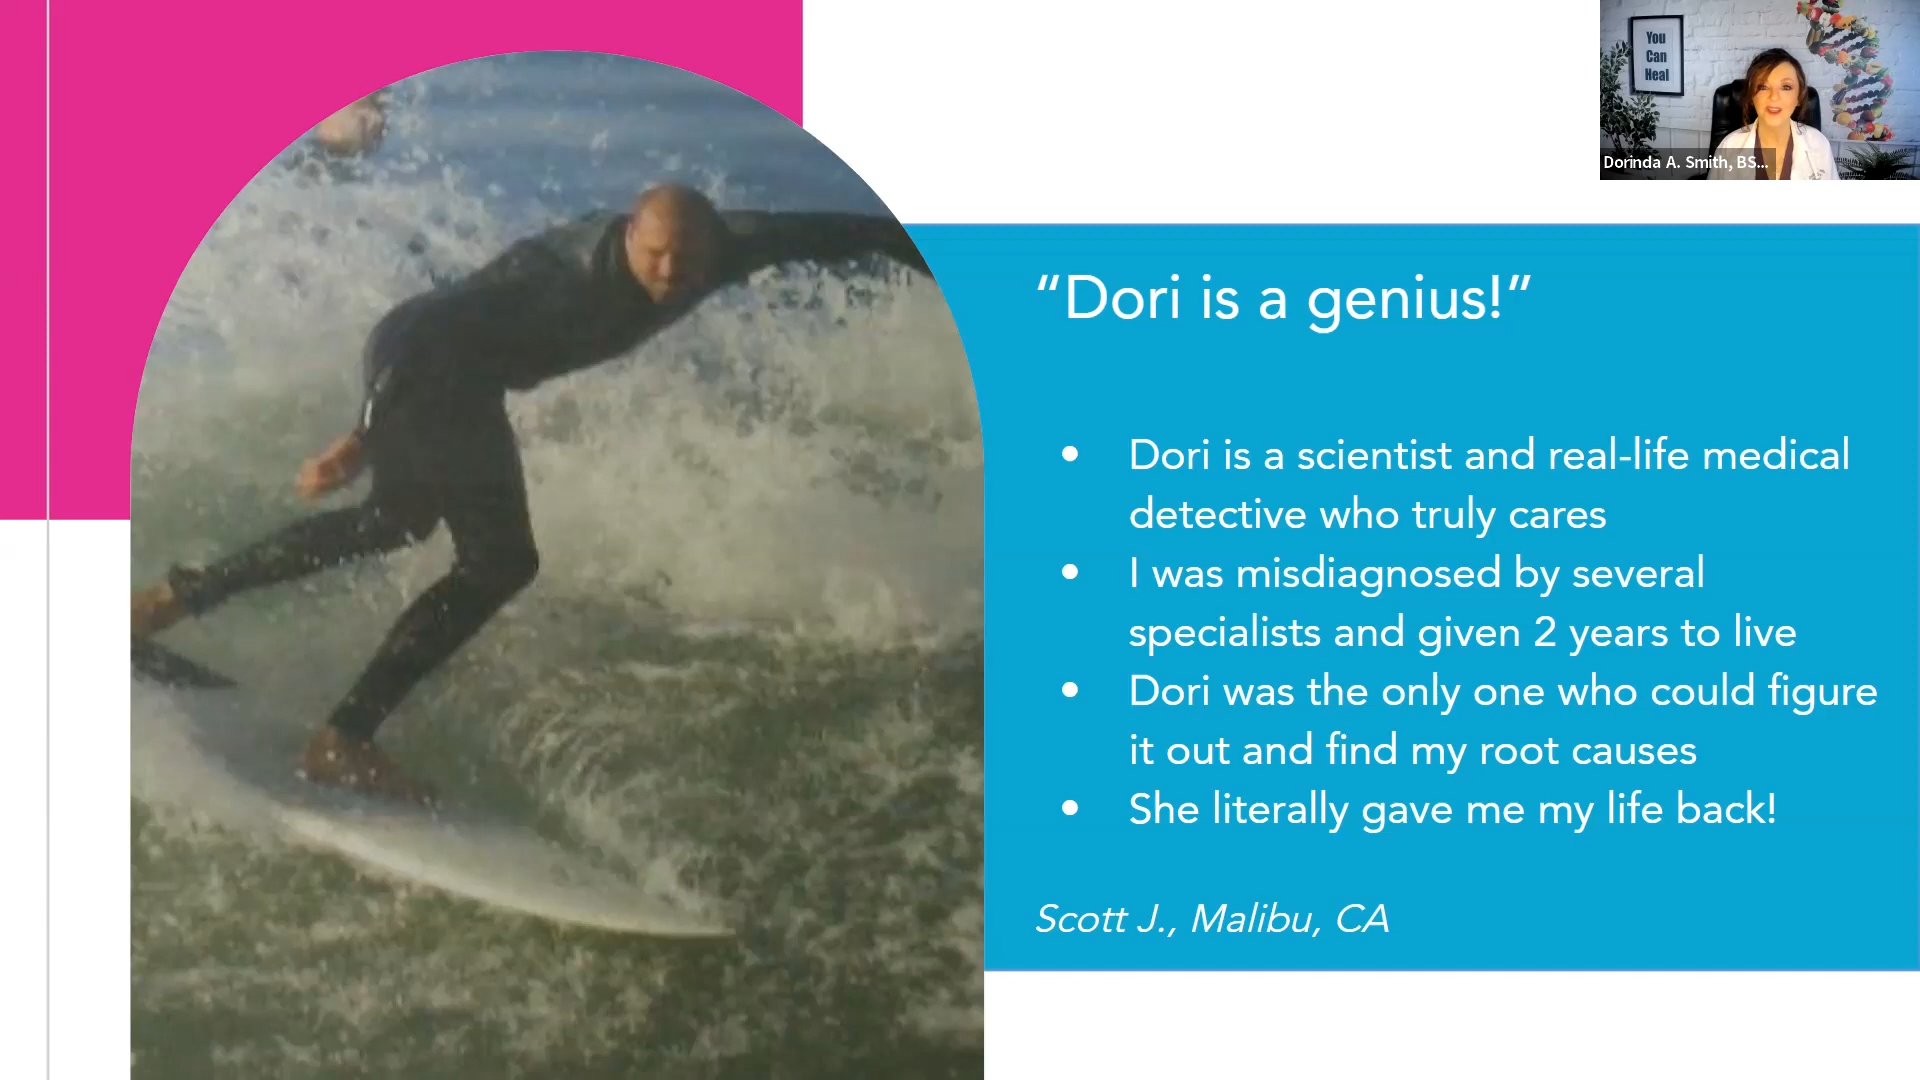 You
Can
Heal
Dorinda A. Smith, BS...
“Dori is a genius!”
• Dori is a scientist and real-life medical
detective who truly cares
• I was misdiagnosed by several
specialists and given 2 years to live
• Dori was the only one who could figure
it out and find my root causes
• She literally gave me my life back!
Scott J., Malibu, CA